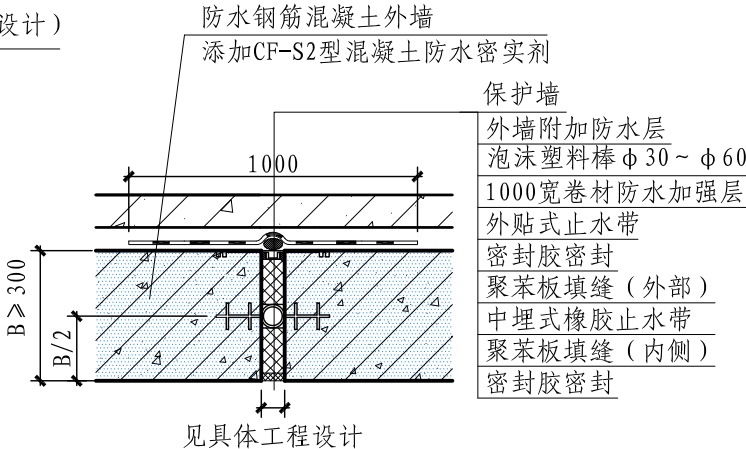 设计)
防水钢筋混凝土外墙
添加CF-S2型混凝土防水密实剂
保护墙
外墙附加防水层
泡沫塑料棒ф30~ф60
1000宽卷材防水加强层
外贴式止水带
密封胶密封
聚苯板填缝（外部）
中埋式橡胶止水带
聚苯板填缝（内侧）
密封胶密封
1000
B≥300
B/2
见具体工程设计